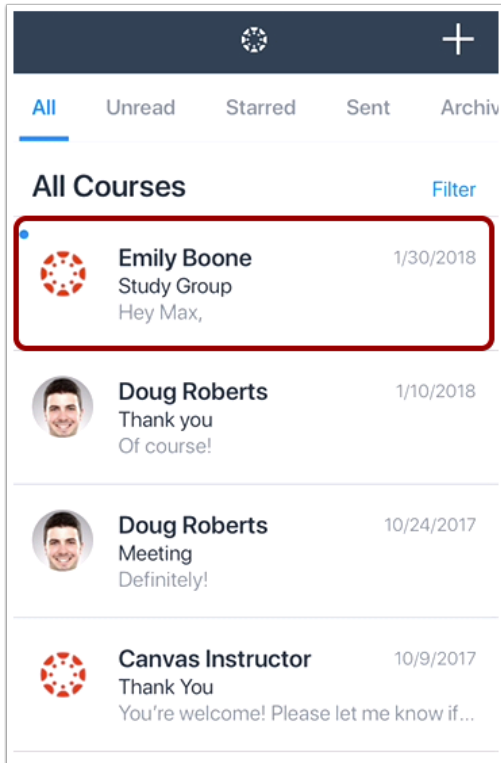 All Unread Starred Sent Archiv
All Courses Filter
Emily Boone 1/30/2018
Study Group
Hey Max,
Doug Roberts 1/10/2018
Thank you
Of course!
Doug Roberts 10/24/2017
Meeting
Definitely!
Canvas Instructor 10/9/2017
Thank You
You're welcome! Please let me know if...